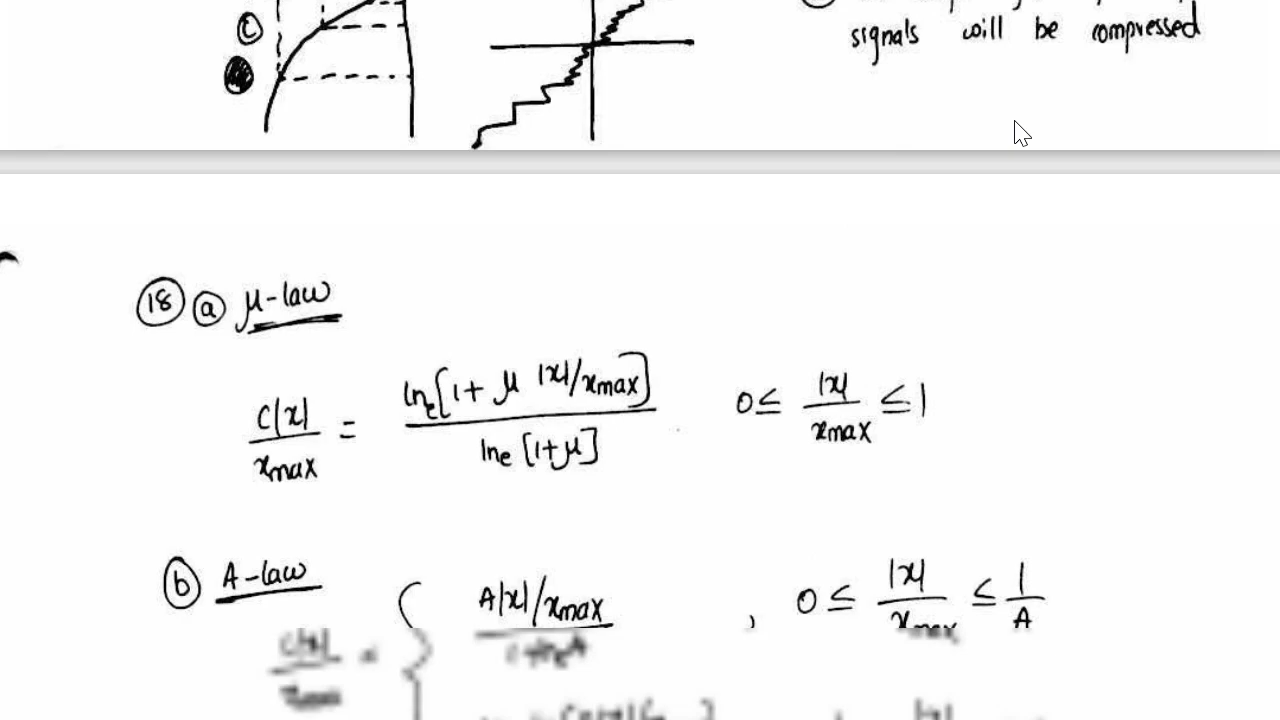 C
signals will be compressed
18 a μ-law
C|x| / xmax = lne[1+ μ |x|/xmax] / lne [1+μ] 0 ≤ |x| / xmax ≤ 1
b A-law
A|x|/xmax , 0 ≤ |x| / xmax ≤ 1 / A